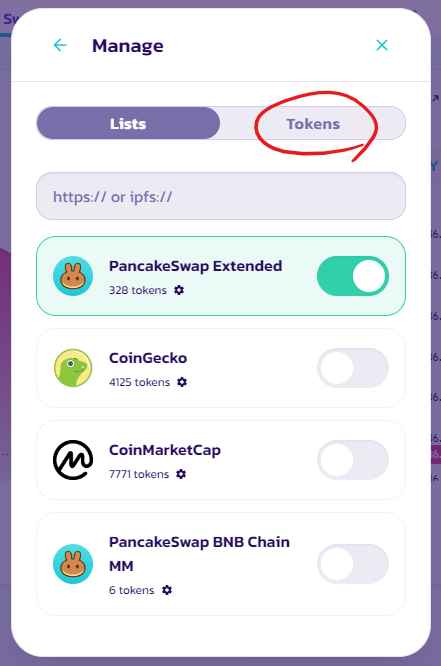 Manage
Lists
Tokens
https:// or ipfs://
PancakeSwap Extended
328 tokens
CoinGecko
4125 tokens
CoinMarketCap
7771 tokens
PancakeSwap BNB Chain
MM
6 tokens